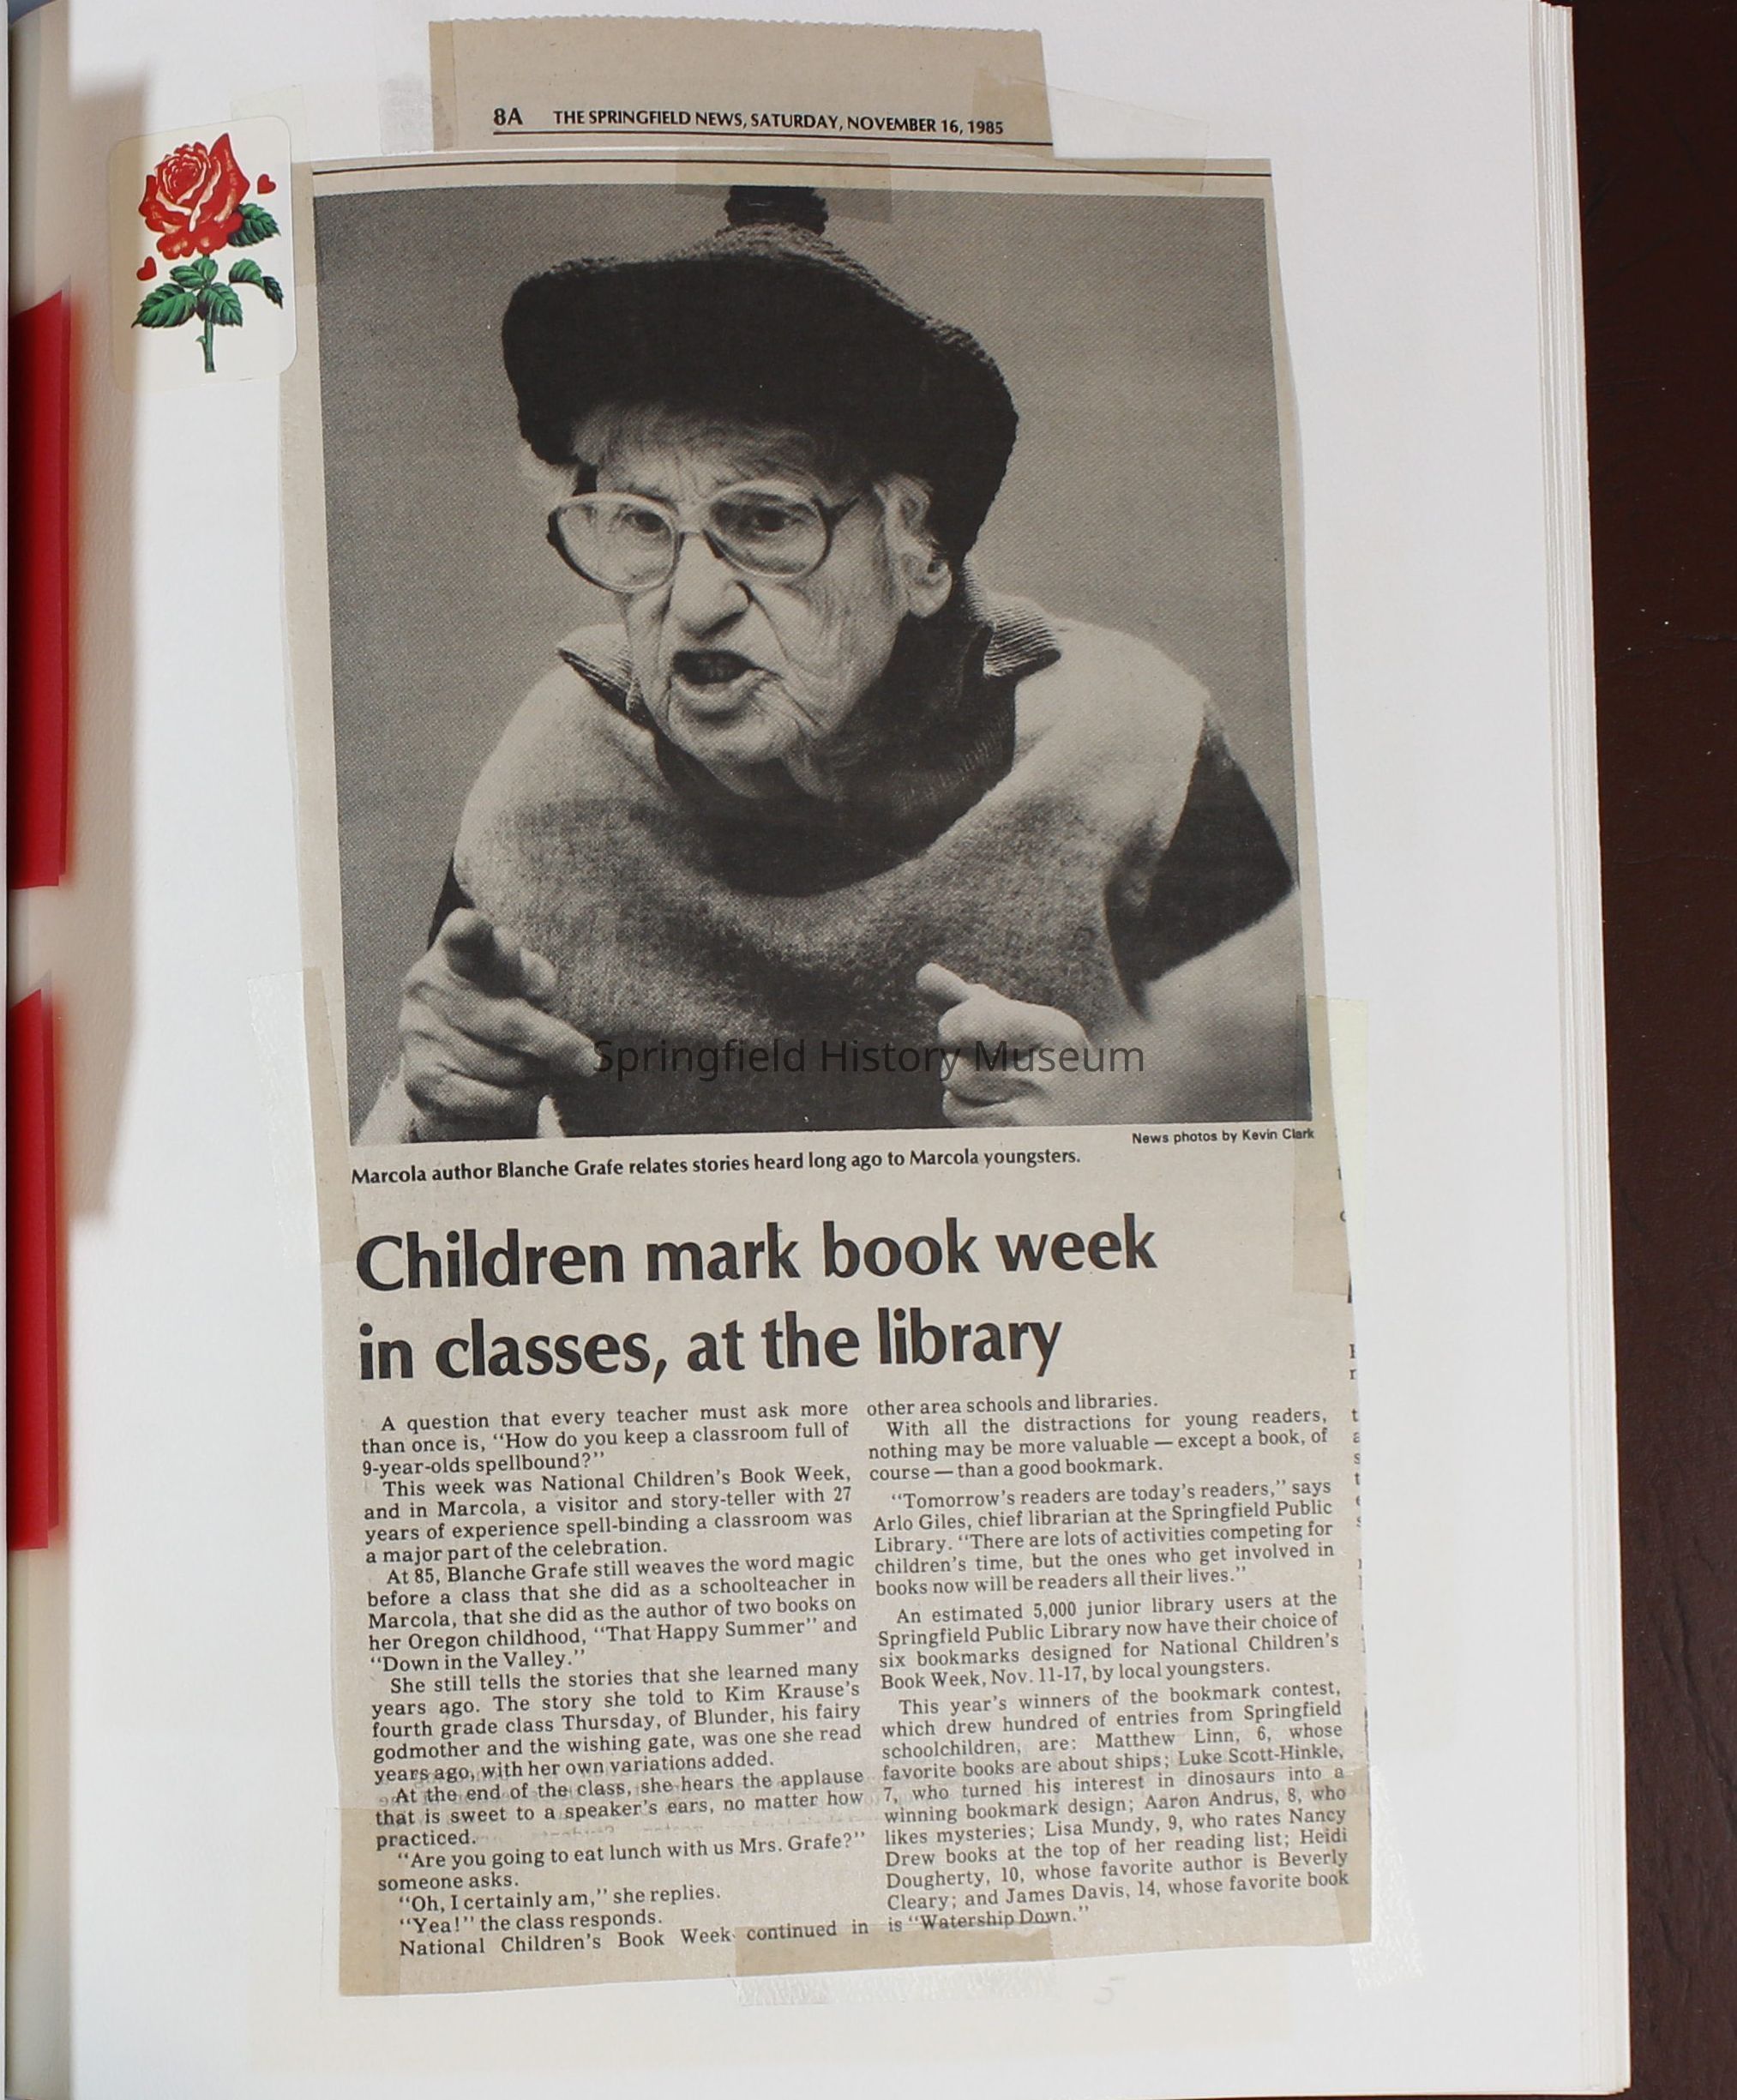 8A THE SPRINGFIELD NEWS, SATURDAY, NOVEMBER 16, 1985
Springfield History Museum
News photos by Kevin Clark
Marcola author Blanche Grafe relates stories heard long ago to Marcola youngsters.
Children mark book week
in classes, at the library
A question that every teacher must ask more
than once is, "How do you keep a classroom full of
9-year-olds spellbound?"
This week was National Children's Book Week,
and in Marcola, a visitor and story-teller with 27
years of experience spell-binding a classroom was
a major part of the celebration.
At 85, Blanche Grafe still weaves the word magic
before a class that she did as a schoolteacher in
Marcola, that she did as the author of two books on
her Oregon childhood, "That Happy Summer" and
"Down in the Valley."
She still tells the stories that she learned many
years ago. The story she told to Kim Krause's
fourth grade class Thursday, of Blunder, his fairy
godmother and the wishing gate, was one she read
years ago, with her own variations added.
At the end of the class, she hears the applause
that is sweet to a speaker's ears, no matter how
practiced.
"Are you going to eat lunch with us Mrs. Grafe?"
someone asks.
"Oh, I certainly am," she replies.
"Yea!" the class responds.
National Children's Book Week continued in
other area schools and libraries.
With all the distractions for young readers,
nothing may be more valuable — except a book, of
course — than a good bookmark.
"Tomorrow's readers are today's readers," says
Arlo Giles, chief librarian at the Springfield Public
Library. "There are lots of activities competing for
children's time, but the ones who get involved in
books now will be readers all their lives."
An estimated 5,000 junior library users at the
Springfield Public Library now have their choice of
six bookmarks designed for National Children's
Book Week, Nov. 11-17, by local youngsters.
This year's winners of the bookmark contest,
which drew hundred of entries from Springfield
schoolchildren, are: Matthew Linn, 6, whose
favorite books are about ships; Luke Scott-Hinkle,
7, who turned his interest in dinosaurs into a
winning bookmark design; Aaron Andrus, 8, who
likes mysteries; Lisa Mundy, 9, who rates Nancy
Drew books at the top of her reading list; Heidi
Dougherty, 10, whose favorite author is Beverly
Cleary; and James Davis, 14, whose favorite book
is "Watership Down."